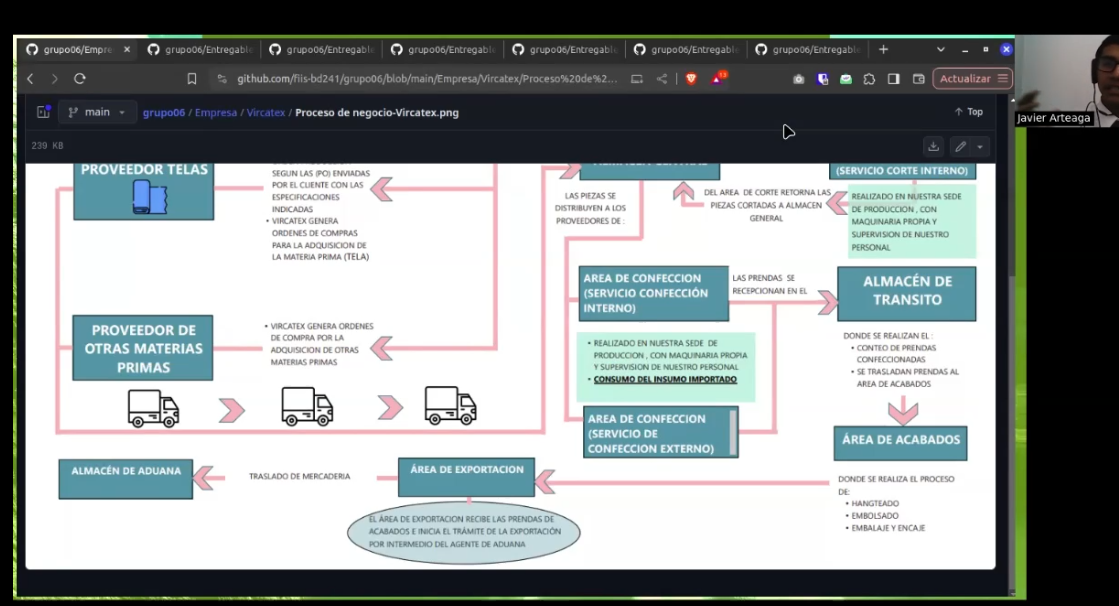 grupo06/Empre
grupo06/Entregabl
grupo06/Entregabl
grupo06/Entregabl
grupo06/Entregabl
grupo06/Entregabl
grupo06/Entregabl
github.com/fiis-bd241/grupo06/blob/main/Empresa/Vircatex/Proceso%20de%2...
Actualizar
main
grupo06 / Empresa / Vircatex / Proceso de negocio-Vircatex.png
Top
239 KB
Javier Arteaga
PROVEEDOR TELAS
SEGUN LAS (PO) ENVIADAS
POR EL CLIENTE CON LAS
ESPECIFICACIONES
INDICADAS
• VIRCATEX GENERA
ORDENES DE COMPRAS
PARA LA ADQUISICION DE
LA MATERIA PRIMA (TELA)
LAS PIEZAS SE
DISTRIBUYEN A LOS
PROVEEDORES DE :
DEL AREA DE CORTE RETORNA LAS
PIEZAS CORTADAS A ALMACEN
GENERAL
(SERVICIO CORTE INTERNO)
REALIZADO EN NUESTRA SEDE
DE PRODUCCION , CON
MAQUINARIA PROPIA Y
SUPERVISION DE NUESTRO
PERSONAL
AREA DE CONFECCION
(SERVICIO CONFECCIÓN
INTERNO)
LAS PRENDAS SE
RECEPCIONAN EN EL
ALMACÉN DE
TRANSITO
PROVEEDOR DE
OTRAS MATERIAS
PRIMAS
• VIRCATEX GENERA ORDENES
DE COMPRA POR LA
ADQUISICION DE OTRAS
MATERIAS PRIMAS
• REALIZADO EN NUESTRA SEDE DE
PRODUCCION , CON MAQUINARIA PROPIA
Y SUPERVISION DE NUESTRO PERSONAL
• CONSUMO DEL INSUMO IMPORTADO
DONDE SE REALIZAN EL :
• CONTEO DE PRENDAS
CONFECCIONADAS
• SE TRASLADAN PRENDAS AL
AREA DE ACABADOS
AREA DE CONFECCION
(SERVICIO DE
CONFECCION EXTERNO)
ÁREA DE ACABADOS
ALMACÉN DE ADUANA
TRASLADO DE MERCADERIA
ÁREA DE EXPORTACION
DONDE SE REALIZA EL PROCESO
DE:
• HANGTEADO
• EMBOLSADO
• EMBALAJE Y ENCAJE
EL ÁREA DE EXPORTACION RECIBE LAS PRENDAS DE
ACABADOS E INICIA EL TRÁMITE DE LA EXPORTACIÓN
POR INTERMEDIO DEL AGENTE DE ADUANA